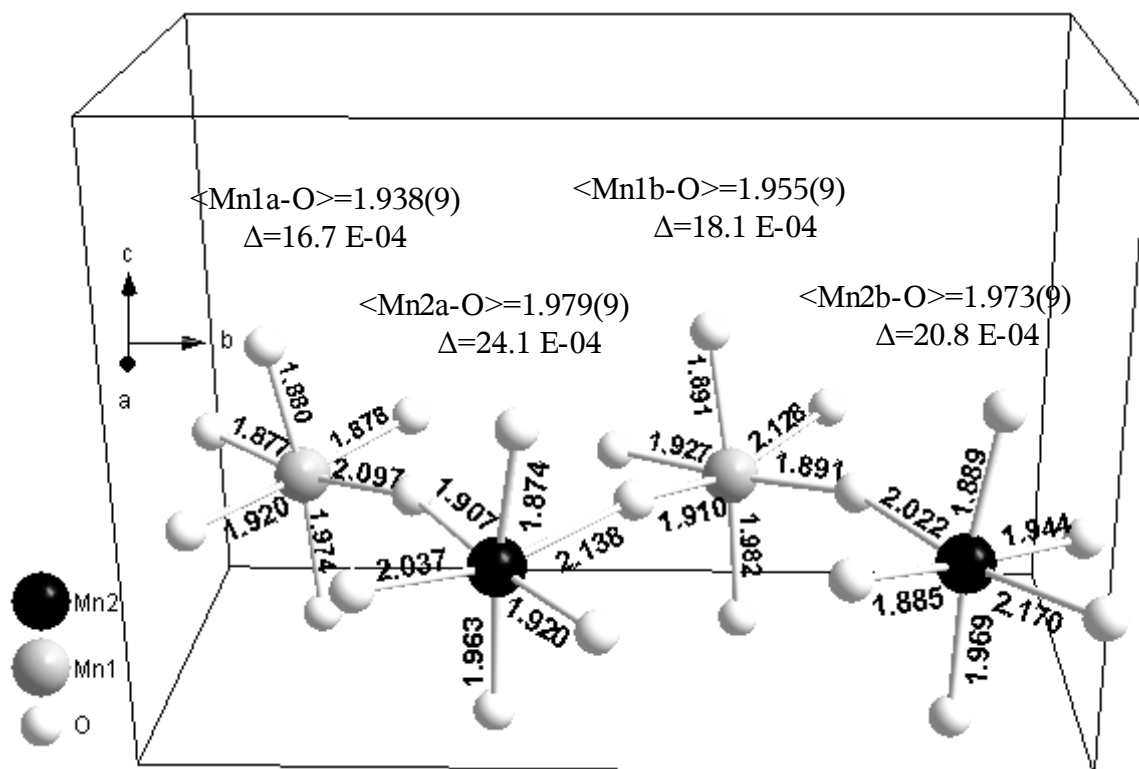 <Mn1a-O>=1.938(9)
Δ=16.7 E-04
<Mn1b-O>=1.955(9)
Δ=18.1 E-04
<Mn2a-O>=1.979(9)
Δ=24.1 E-04
<Mn2b-O>=1.973(9)
Δ=20.8 E-04
c
b
a
1.880
1.877
1.878
2.097
1.920
1.974
1.907
1.874
2.037
2.138
1.963
1.920
1.891
1.927
2.128
1.891
1.910
1.982
2.022
1.889
1.944
1.885
2.170
1.969
Mn2
Mn1
O